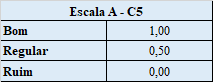 Escala A - C5
Bom 1,00
Regular 0,50
Ruim 0,00